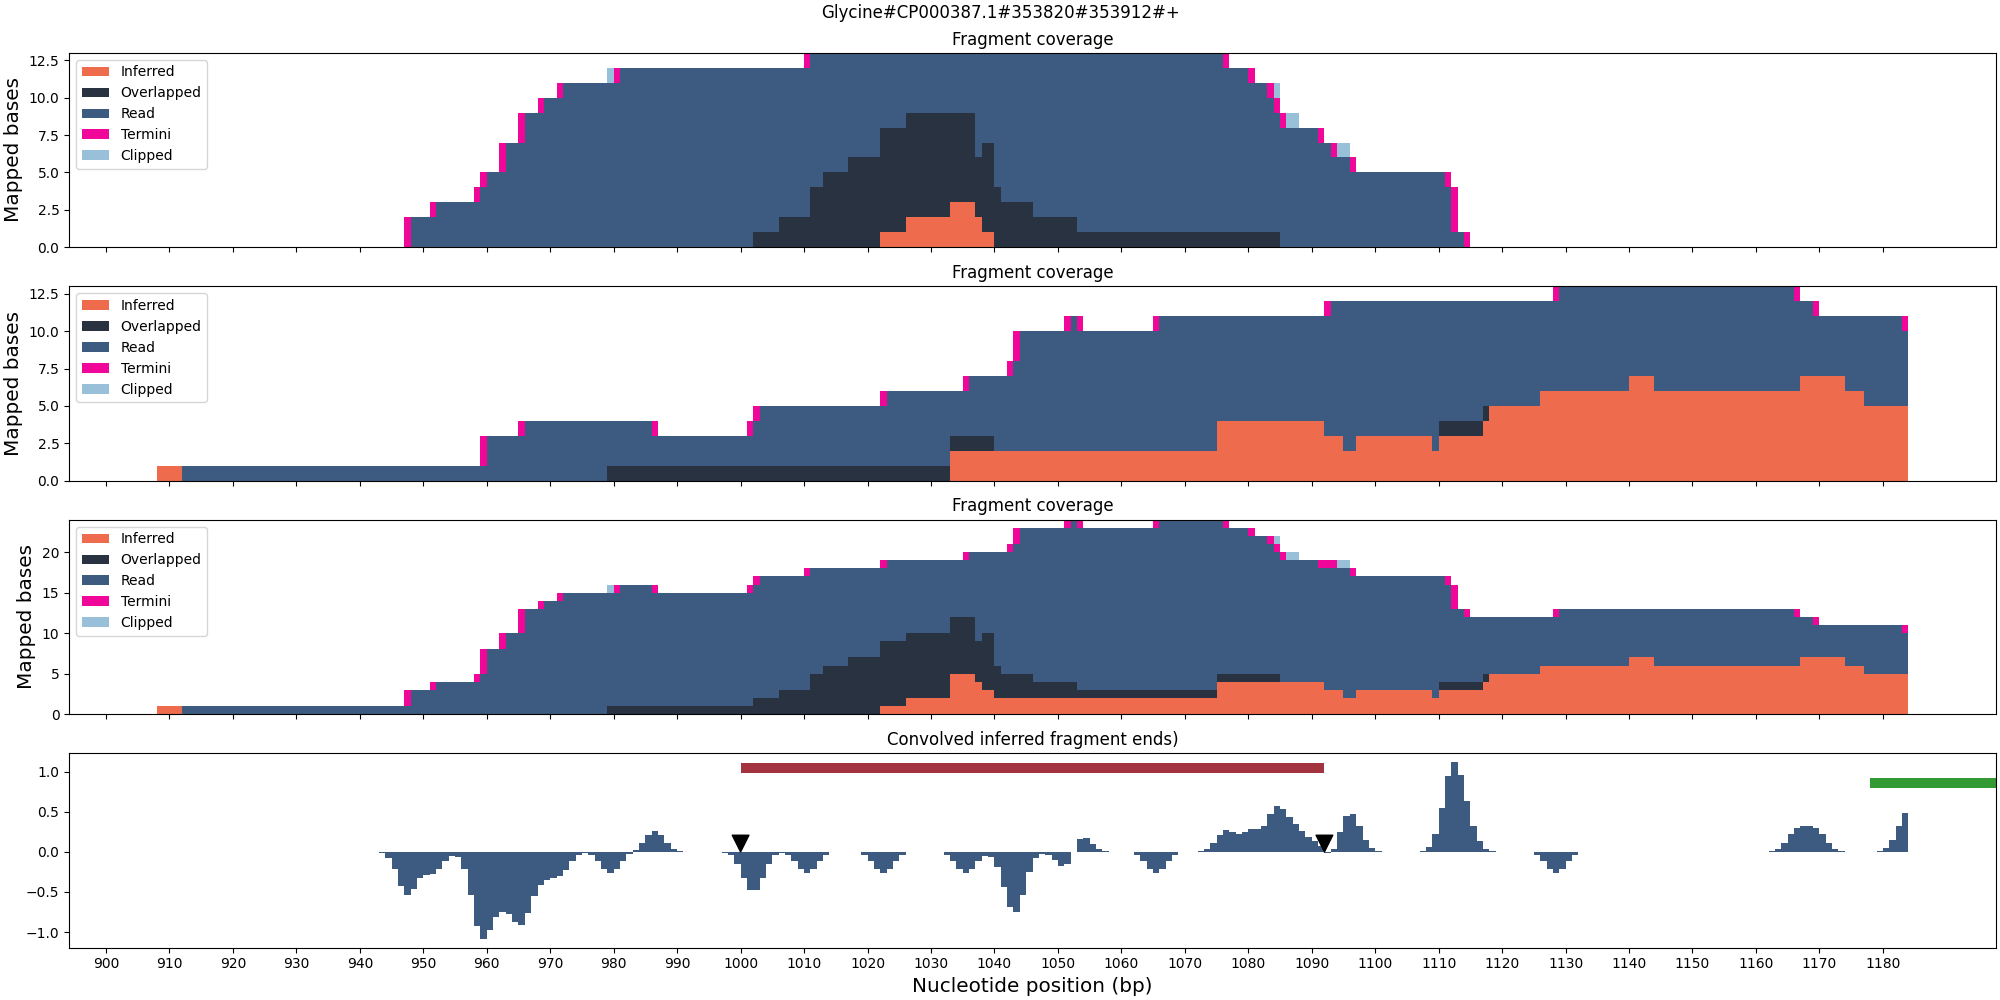 Glycine#CP000387.1#353820#353912#+
Fragment coverage
12.5
10.0
7.5
5.0
2.5
0.0
Mapped bases
Inferred
Overlapped
Read
Termini
Clipped
Fragment coverage
12.5
10.0
7.5
5.0
2.5
0.0
Mapped bases
Inferred
Overlapped
Read
Termini
Clipped
Fragment coverage
20
15
10
5
0
Mapped bases
Inferred
Overlapped
Read
Termini
Clipped
Convolved inferred fragment ends)
1.0
0.5
0.0
−0.5
−1.0
900 910 920 930 940 950 960 970 980 990 1000 1010 1020 1030 1040 1050 1060 1070 1080 1090 1100 1110 1120 1130 1140 1150 1160 1170 1180
Nucleotide position (bp)